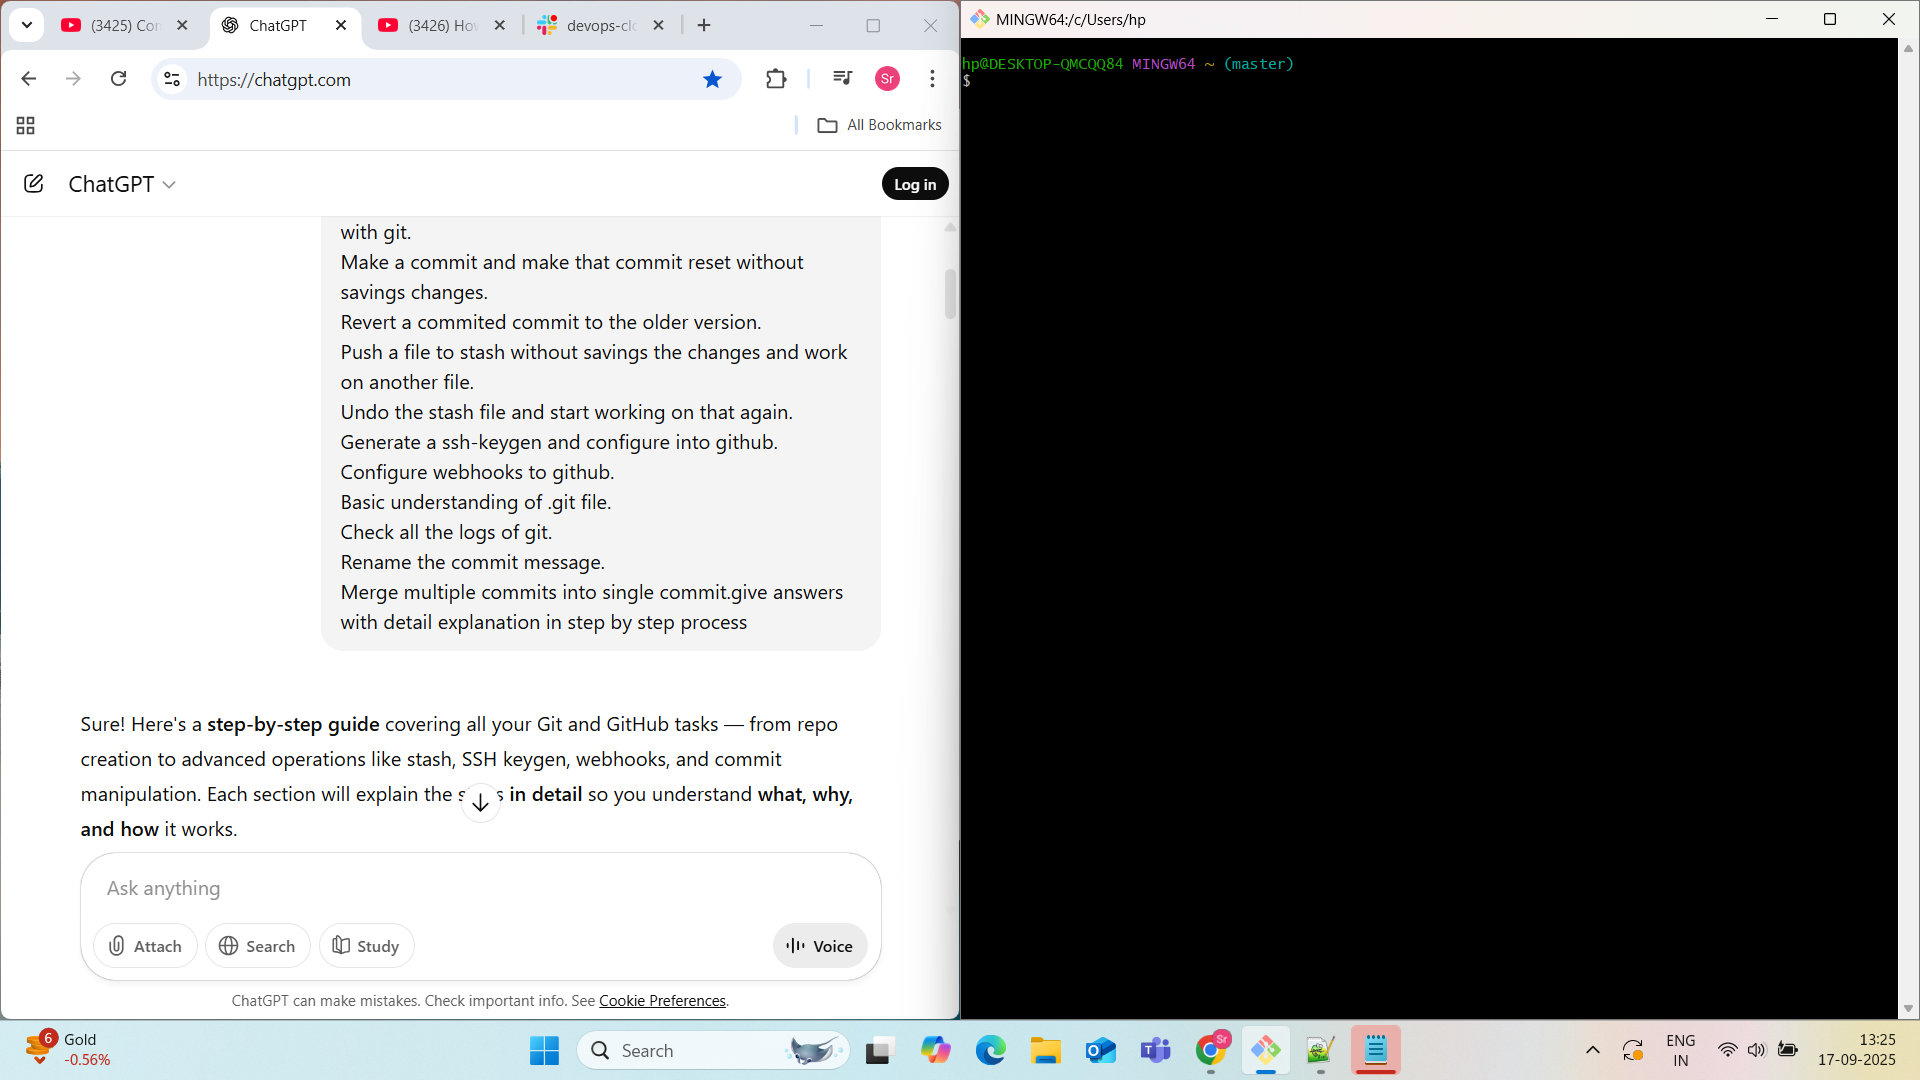 (3425) Con
ChatGPT
(3426) How
devops-clo
https://chatgpt.com
Sr
All Bookmarks
ChatGPT
Log in
with git.
Make a commit and make that commit reset without
savings changes.
Revert a commited commit to the older version.
Push a file to stash without savings the changes and work
on another file.
Undo the stash file and start working on that again.
Generate a ssh-keygen and configure into github.
Configure webhooks to github.
Basic understanding of .git file.
Check all the logs of git.
Rename the commit message.
Merge multiple commits into single commit.give answers
with detail explanation in step by step process
Sure! Here's a step-by-step guide covering all your Git and GitHub tasks — from repo
creation to advanced operations like stash, SSH keygen, webhooks, and commit
manipulation. Each section will explain the s s in detail so you understand what, why,
and how it works.
Ask anything
Attach
Search
Study
Voice
ChatGPT can make mistakes. Check important info. See Cookie Preferences.
MINGW64:/c/Users/hp
hp@DESKTOP-QMCQQ84 MINGW64 ~ (master)
$
6
Gold
-0.56%
Search
Sr
ENG
IN
13:25
17-09-2025